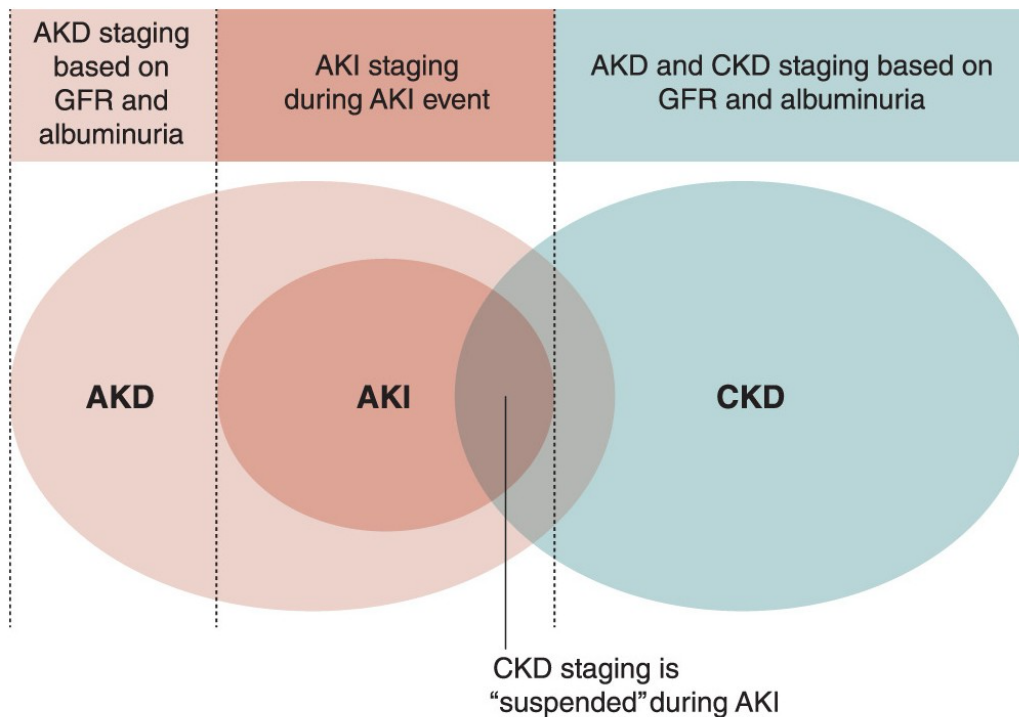 AKD staging
based on
GFR and
albuminuria
AKI staging
during AKI event
AKD and CKD staging based on
GFR and albuminuria
AKD
AKI
CKD
CKD staging is
“suspended” during AKI